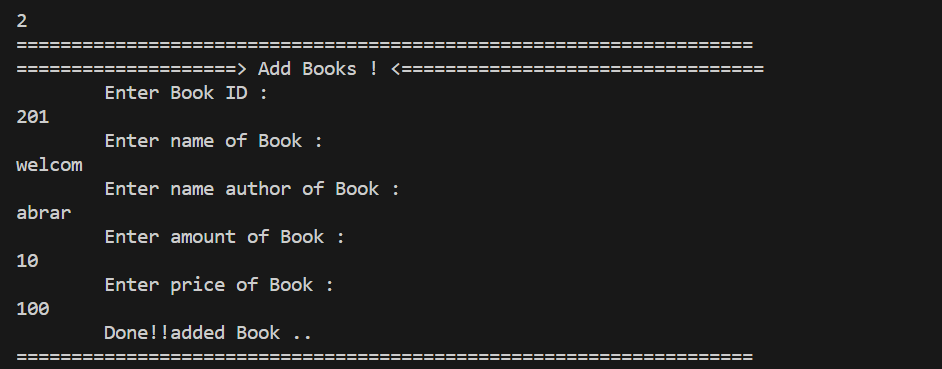 2
===================================================================
====================> Add Books ! <=================================
Enter Book ID :
201
Enter name of Book :
welcom
Enter name author of Book :
abrar
Enter amount of Book :
10
Enter price of Book :
100
Done!!added Book ..
===================================================================